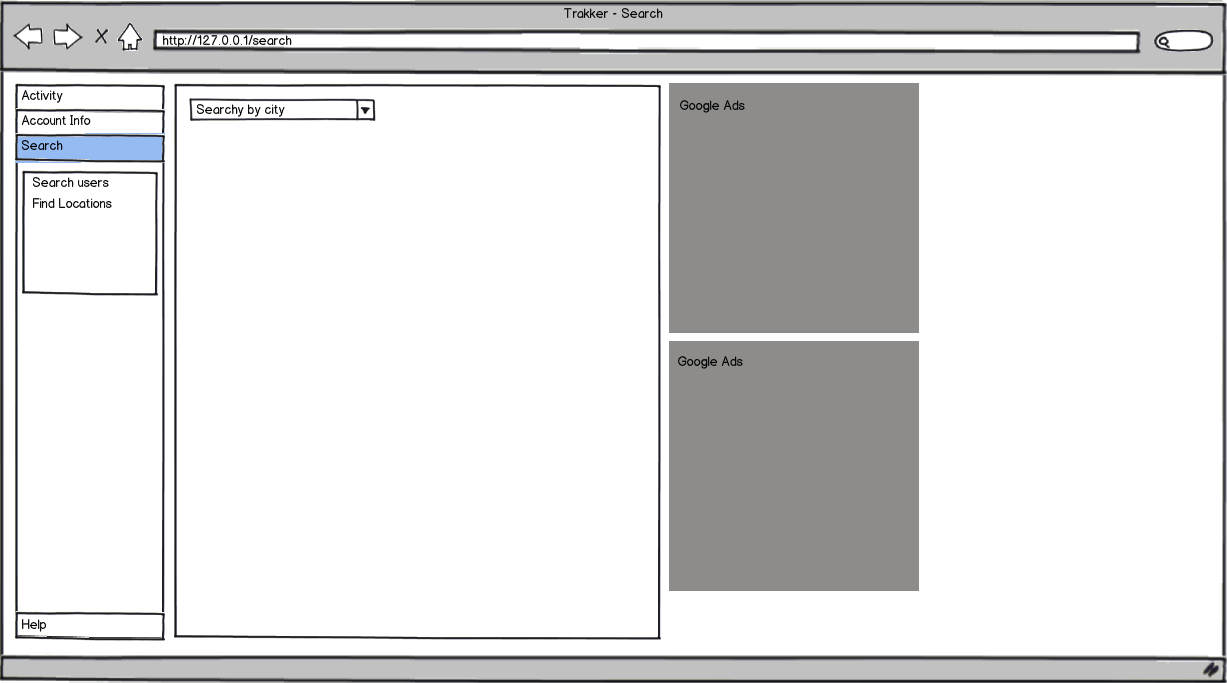 Trakker - Search
http://127.0.0.1/search
Activity
Account Info
Search
Search users
Find Locations
Help
Searchy by city
Google Ads
Google Ads